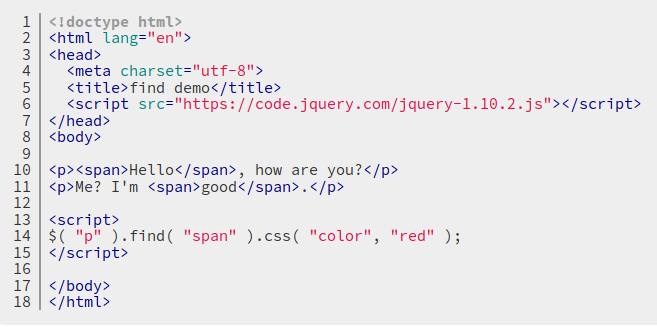 1 <!doctype html>
2 <html lang="en">
3 <head>
4   <meta charset="utf-8">
5   <title>find demo</title>
6   <script src="https://code.jquery.com/jquery-1.10.2.js"></script>
7 </head>
8 <body>
9
10 <p><span>Hello</span>, how are you?</p>
11 <p>Me? I'm <span>good</span>.</p>
12
13 <script>
14 $( "p" ).find( "span" ).css( "color", "red" );
15 </script>
16
17 </body>
18 </html>